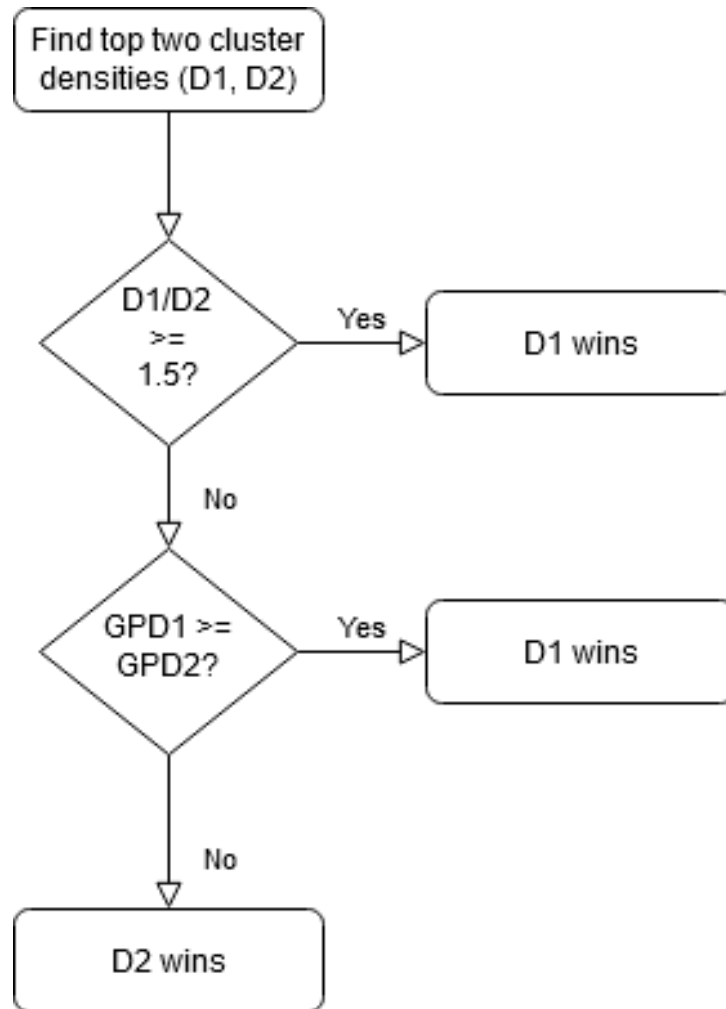 Find top two cluster
densities (D1, D2)
D1/D2
>=
1.5?
Yes
D1 wins
No
GPD1 >=
GPD2?
Yes
D1 wins
No
D2 wins